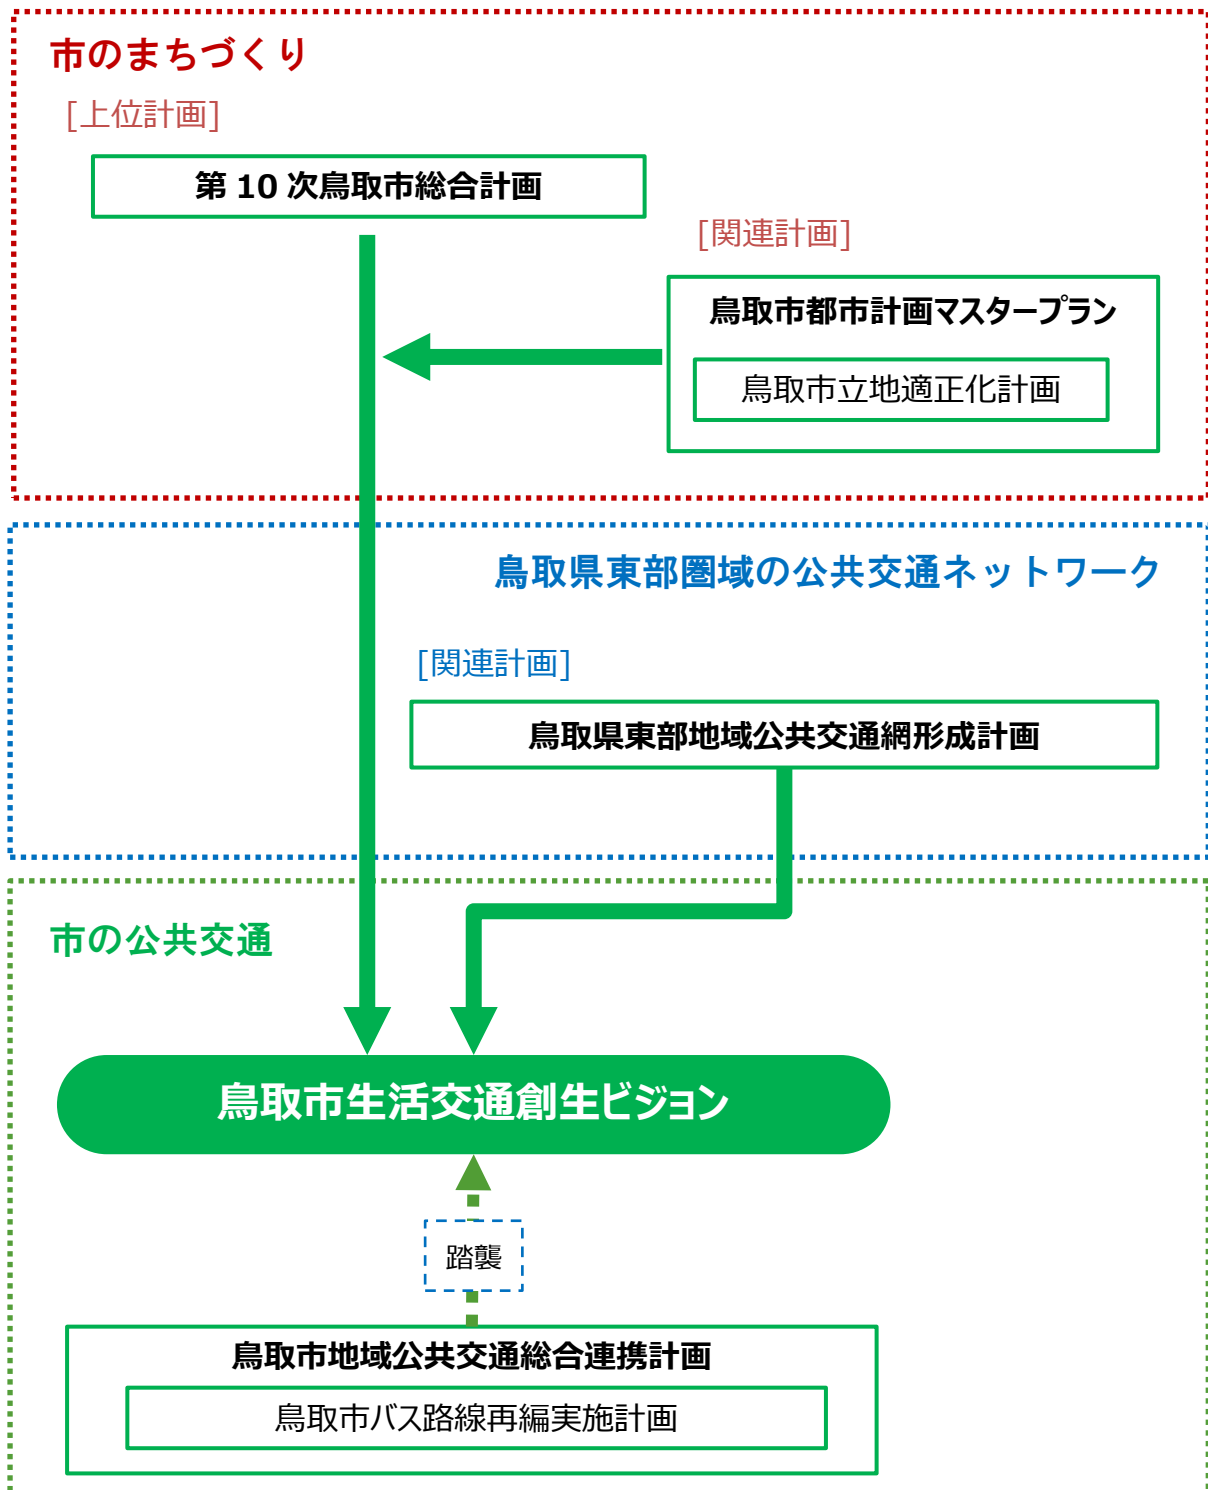 市のまちづくり
[上位計画]
第 10 次鳥取市総合計画
[関連計画]
鳥取市都市計画マスタープラン
鳥取市立地適正化計画
鳥取県東部圏域の公共交通ネットワーク
[関連計画]
鳥取県東部地域公共交通網形成計画
市の公共交通
鳥取市生活交通創生ビジョン
踏襲
鳥取市地域公共交通総合連携計画
鳥取市バス路線再編実施計画